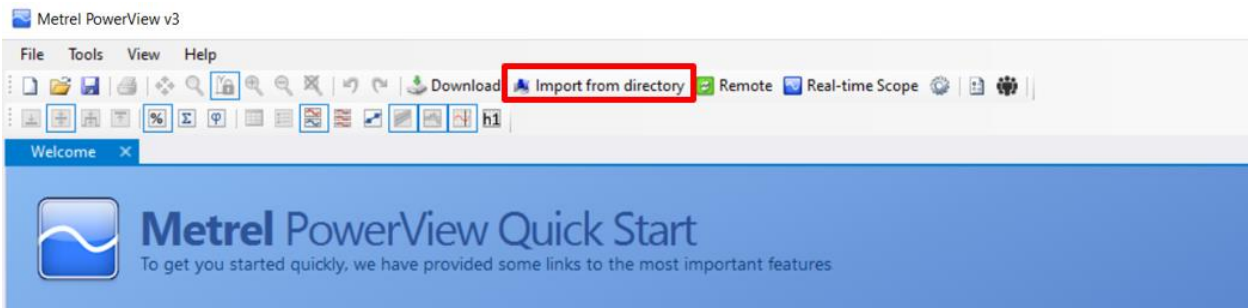 Metrel PowerView v3
File Tools View Help
Download Import from directory Remote Real-time Scope
% Σ φ h1
Welcome ×
Metrel PowerView Quick Start
To get you started quickly, we have provided some links to the most important features